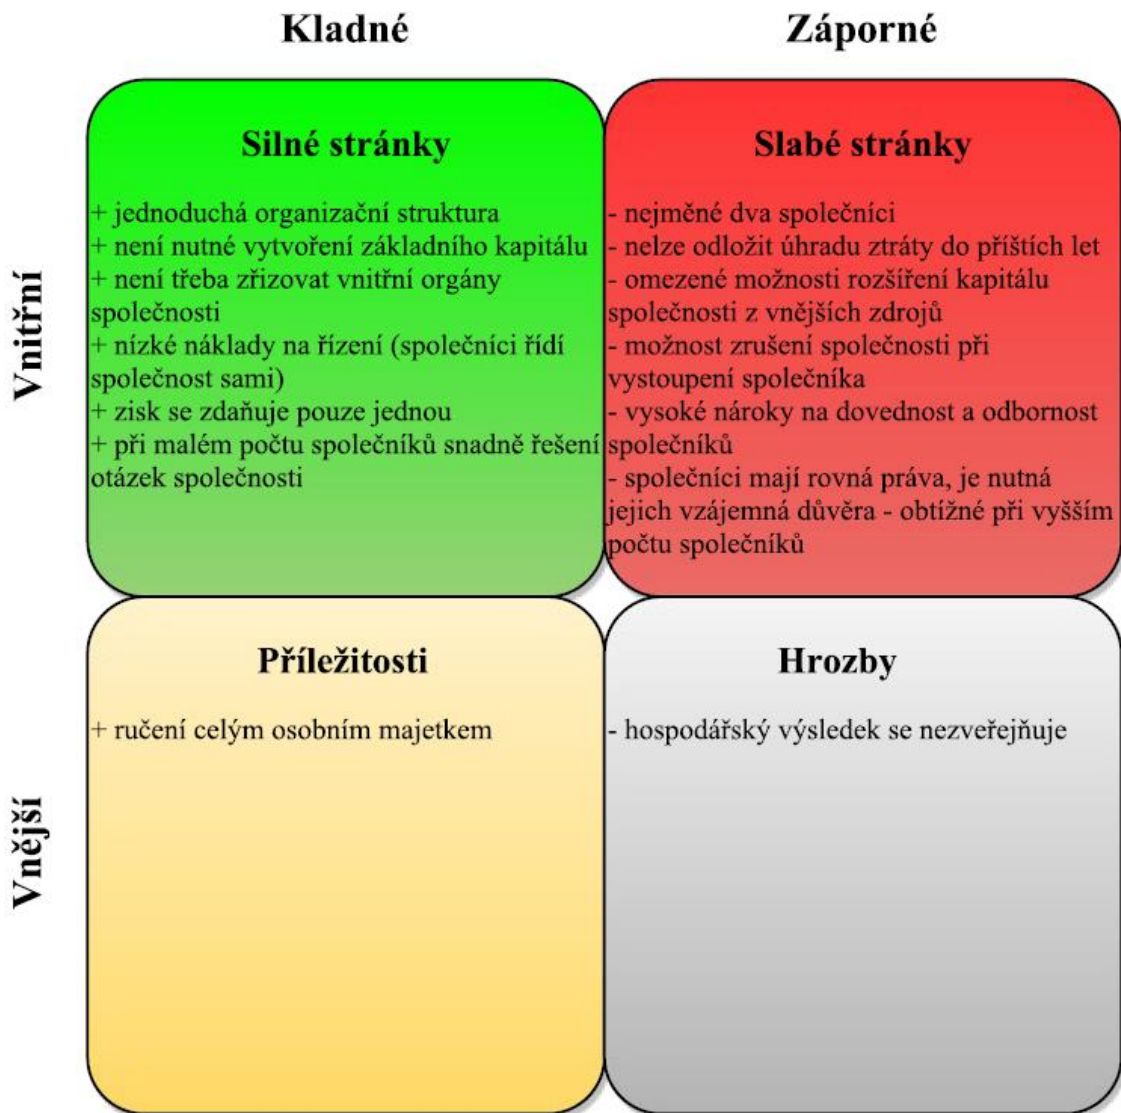 Kladné
Záporné
Vnitřní
Silné stránky
+ jednoduchá organizační struktura
+ není nutné vytvoření základního kapitálu
+ není třeba zřizovat vnitřní orgány
společnosti
+ nízké náklady na řízení (společníci řídí
společnost sami)
+ zisk se zdaňuje pouze jednou
+ při malém počtu společníků snadně řešení
otázek společnosti
Slabé stránky
- nejméně dva společníci
- nelze odložit úhradu ztráty do příštích let
- omezené možnosti rozšíření kapitálu
společnosti z vnějších zdrojů
- možnost zrušení společnosti při
vystoupení společníka
- vysoké nároky na dovednost a odbornost
společníků
- společníci mají rovná práva, je nutná
jejich vzájemná důvěra - obtížné při vyšším
počtu společníků
Vnější
Příležitosti
+ ručení celým osobním majetkem
Hrozby
- hospodářský výsledek se nezveřejňuje